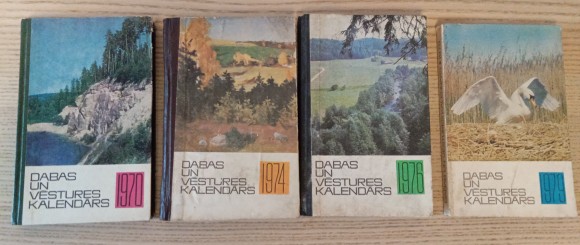 DABAS
UN
VĒSTURES
KALENDĀRS
1970
DABAS
UN
VĒSTURES
KALENDĀRS
1974
DABAS
UN
VĒSTURES
KALENDĀRS
1976
DABAS
UN
VĒSTURES
KALENDĀRS